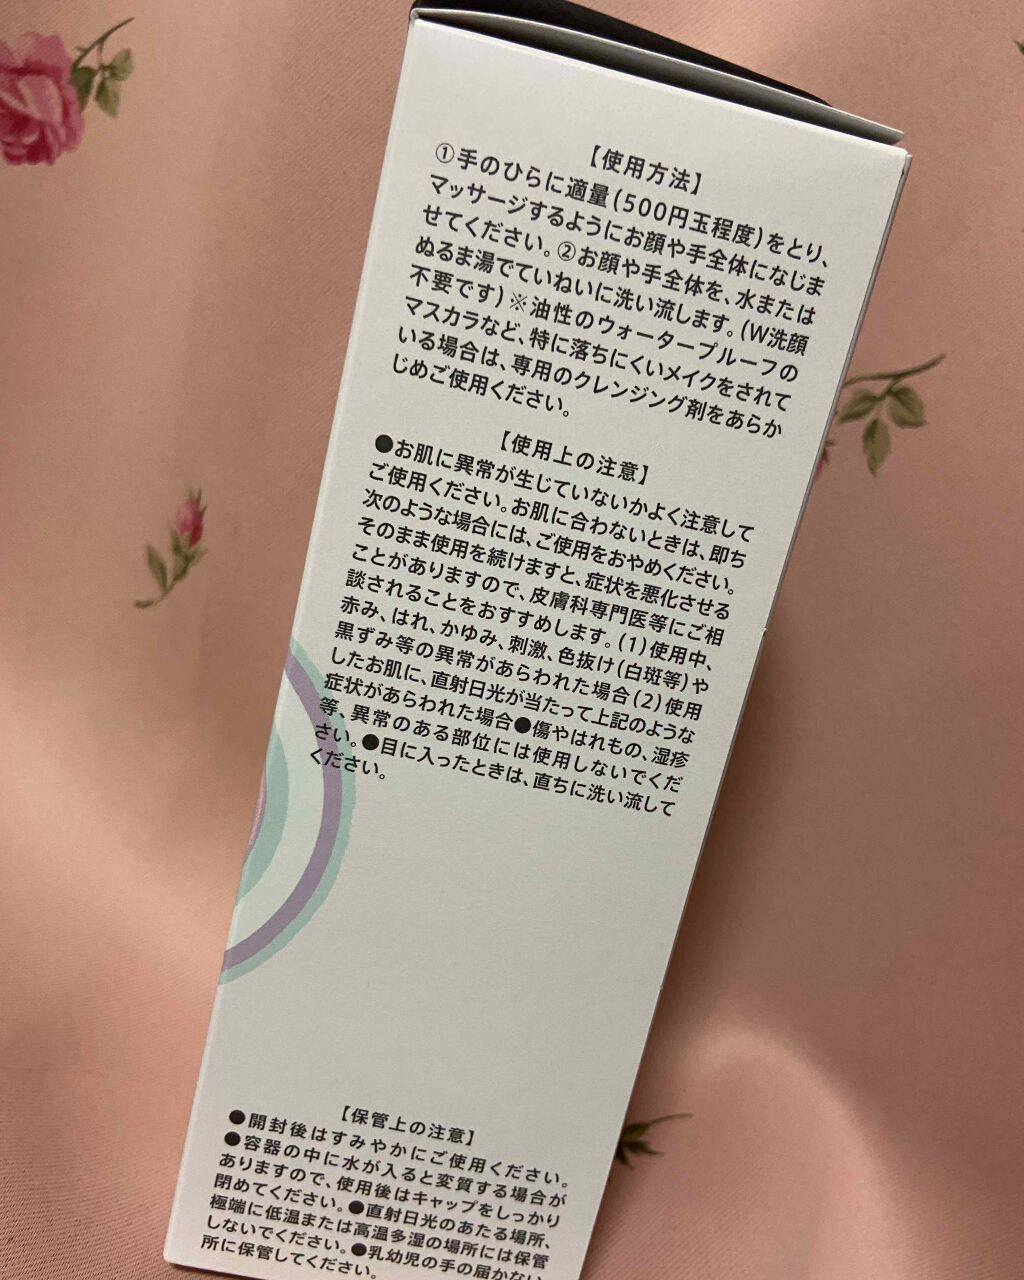 【使用方法】
①手のひらに適量(500円玉程度)をとり、
マッサージするようにお顔や手全体になじま
せてください。②お顔や手全体を、水または
ぬるま湯でていねいに洗い流します。(W洗顔
不要です)※油性のウォータープルーフの
マスカラなど、特に落ちにくいメイクをされて
いる場合は、専用のクレンジング剤をあらか
じめご使用ください。
【使用上の注意】
●お肌に異常が生じていないかよく注意して
ご使用ください。お肌に合わないときは、即ち
次のような場合には、ご使用をおやめください。
そのまま使用を続けますと、症状を悪化させる
ことがありますので、皮膚科専門医等にご相
談されることをおすすめします。(1)使用中、
赤み、はれ、かゆみ、刺激、色抜け(白斑等)や
黒ずみ等の異常があらわれた場合(2)使用
したお肌に、直射日光が当たって上記のような
症状があらわれた場合●傷やはれもの、湿疹
等、異常のある部位には使用しないでくだ
さい。●目に入ったときは、直ちに洗い流して
ください。
【保管上の注意】
●開封後はすみやかにご使用ください。
●容器の中に水が入ると変質する場合が
ありますので、使用後はキャップをしっかり
閉めてください。●直射日光のあたる場所、
極端に低温または高温多湿の場所には保管
しないでください。●乳幼児の手の届かない
所に保管してください。